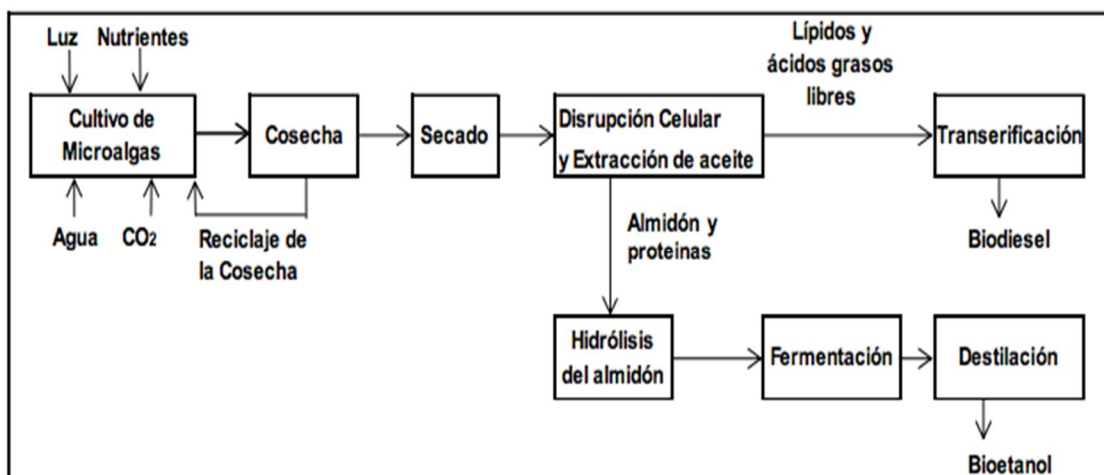 Luz
Nutrientes
Cultivo de
Microalgas
Agua
CO2
Cosecha
Reciclaje de
la Cosecha
Secado
Disrupción Celular
y Extracción de aceite
Lípidos y
ácidos grasos
libres
Transerificación
Biodiesel
Almidón y
proteinas
Hidrólisis
del almidón
Fermentación
Destilación
Bioetanol